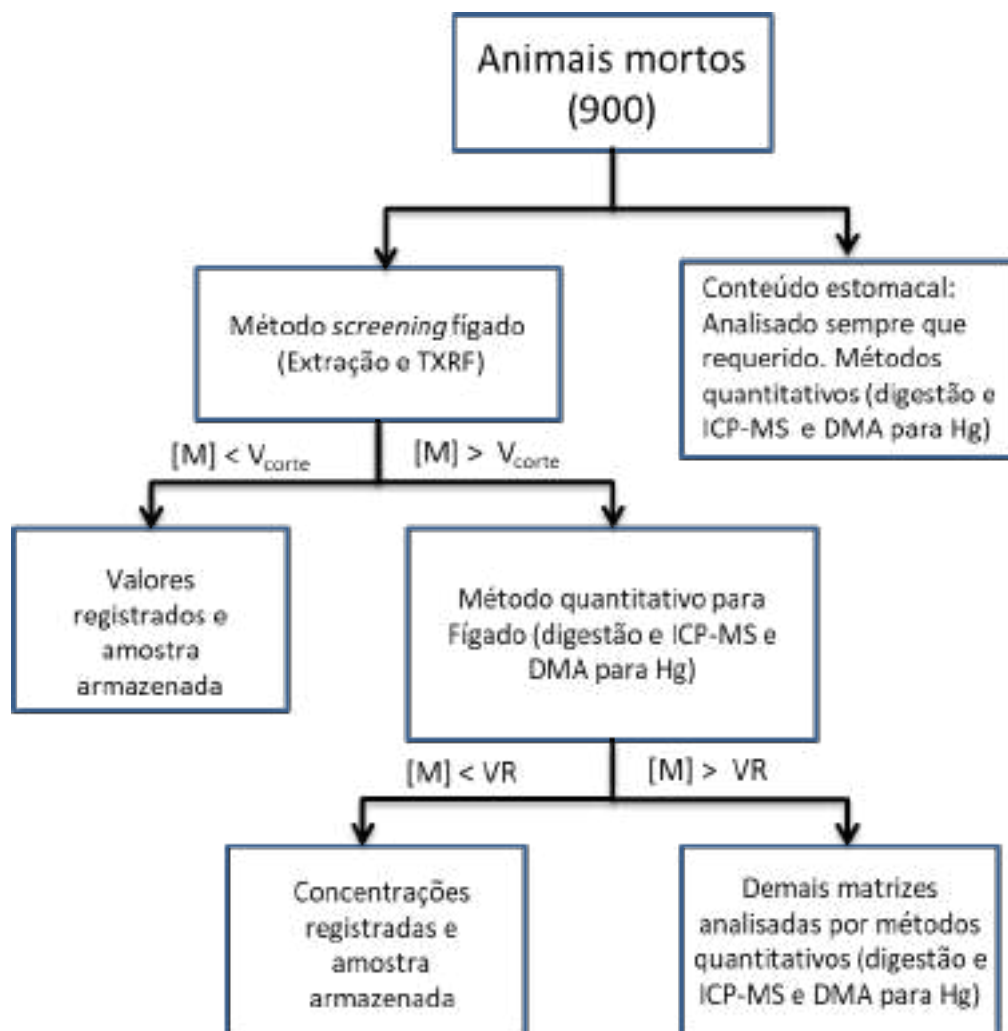 Animais mortos
(900)
Método screening fígado
(Extração e TXRF)
Conteúdo estomacal:
Analisado sempre que
requerido. Métodos
quantitativos (digestão e
ICP-MS e DMA para Hg)
[M] < Vcorte
[M] > Vcorte
Valores
registrados e
amostra
armazenada
Método quantitativo para
Fígado (digestão e ICP-MS e
DMA para Hg)
[M] < VR
[M] > VR
Concentrações
registradas e
amostra
armazenada
Demais matrizes
analisadas por métodos
quantitativos (digestão e
ICP-MS e DMA para Hg)